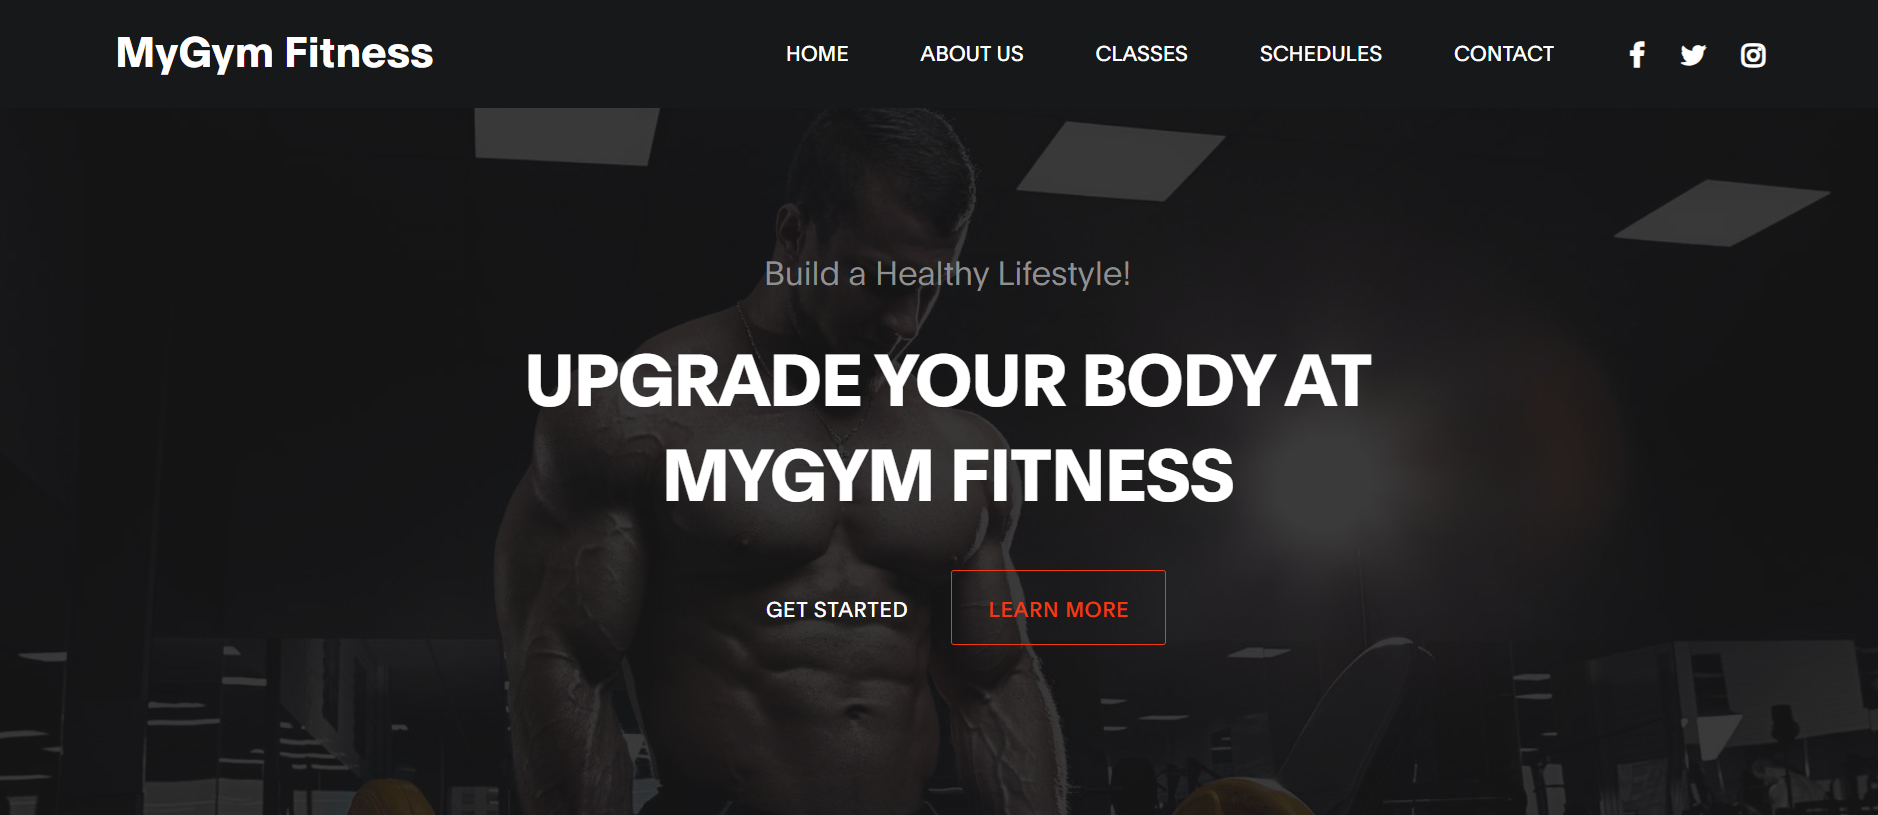 MyGym Fitness
HOME ABOUT US CLASSES SCHEDULES CONTACT
Build a Healthy Lifestyle!
UPGRADE YOUR BODY AT
MYGYM FITNESS
GET STARTED LEARN MORE